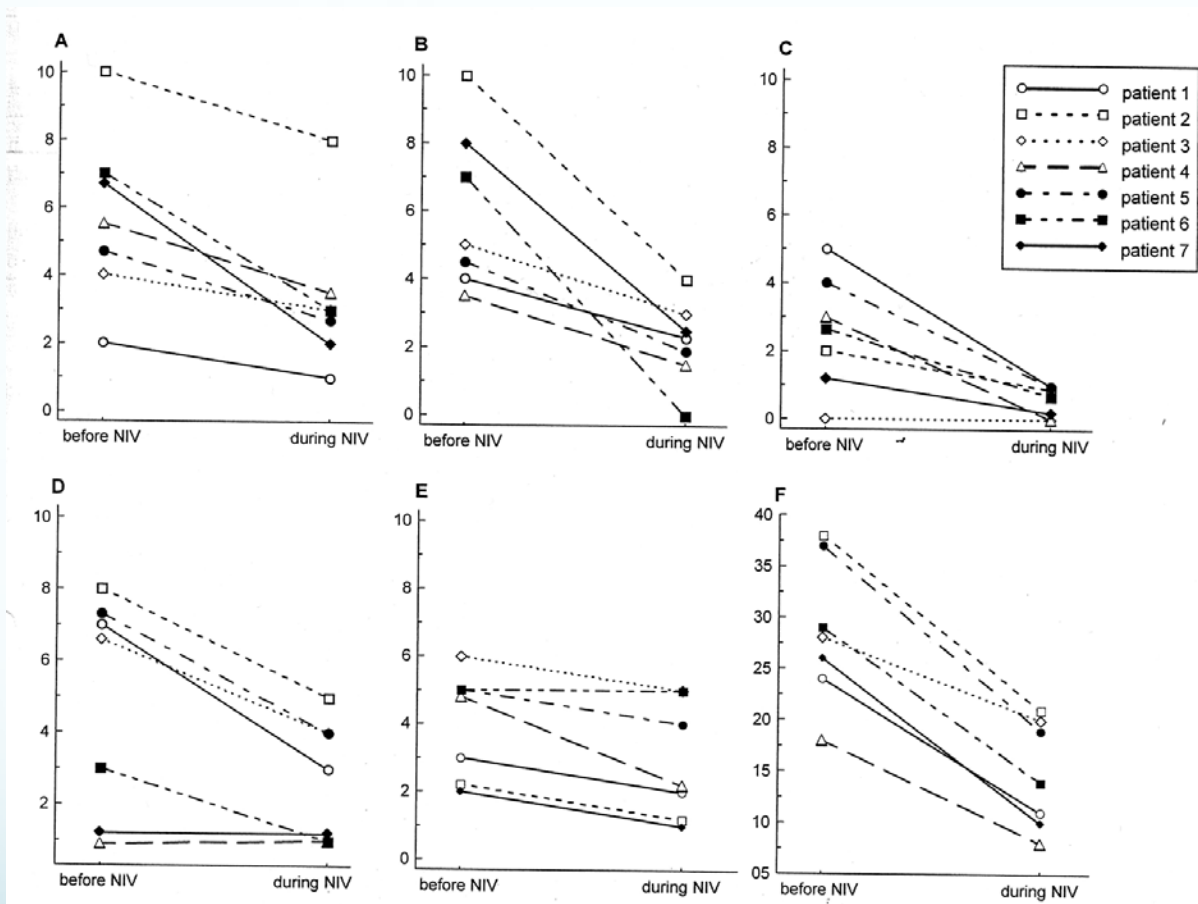 A
10
8
6
4
2
0
before NIV during NIV
B
10
8
6
4
2
0
before NIV during NIV
C
10
8
6
4
2
0
before NIV during NIV
patient 1
patient 2
patient 3
patient 4
patient 5
patient 6
patient 7
D
10
8
6
4
2
before NIV during NIV
E
10
8
6
4
2
0
before NIV during NIV
F
40
35
30
25
20
15
10
05
before NIV during NIV